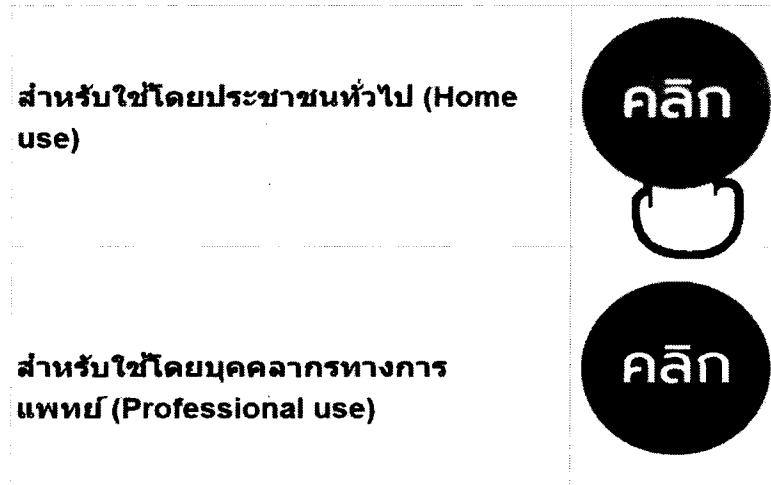 สำหรับใช้โดยประชาชนทั่วไป (Home
use)
คลิก
สำหรับใช้โดยบุคคลากรทางการ
แพทย์ (Professional use)
คลิก